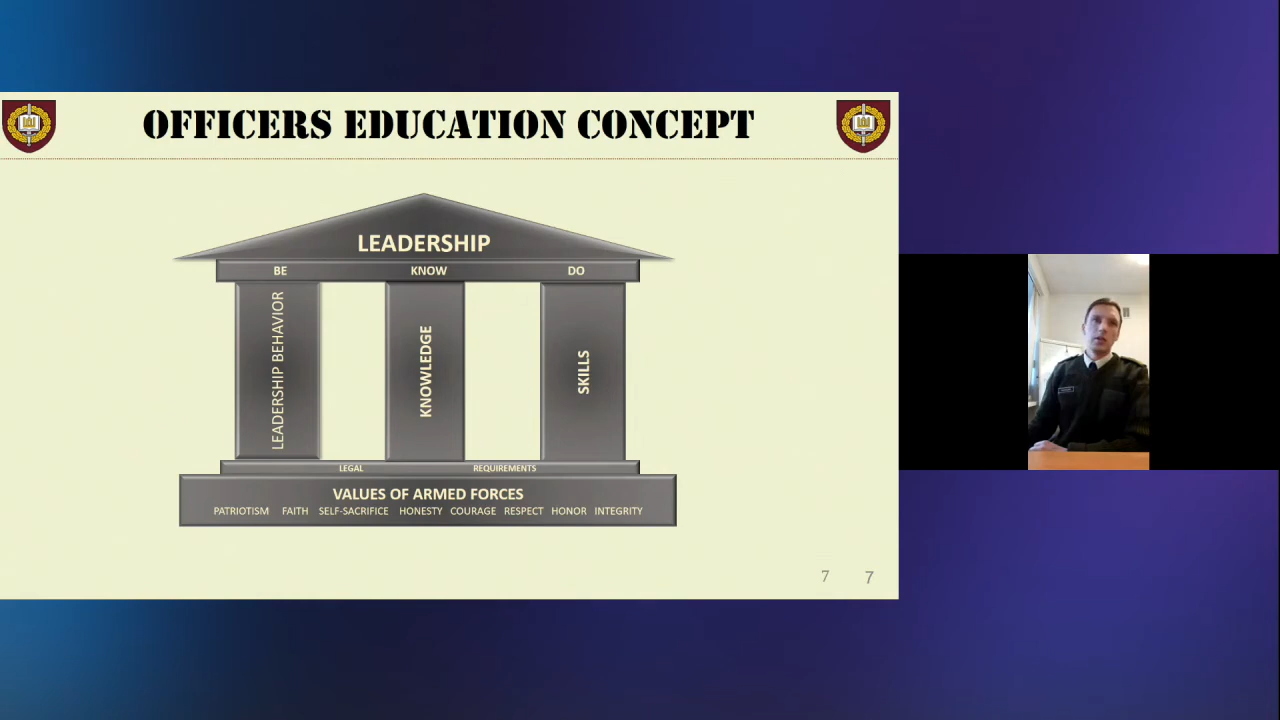 OFFICERS EDUCATION CONCEPT
LEADERSHIP
BE KNOW DO
LEADERSHIP BEHAVIOR
KNOWLEDGE
SKILLS
LEGAL REQUIREMENTS
VALUES OF ARMED FORCES
PATRIOTISM FAITH SELF-SACRIFICE HONESTY COURAGE RESPECT HONOR INTEGRITY
7 7